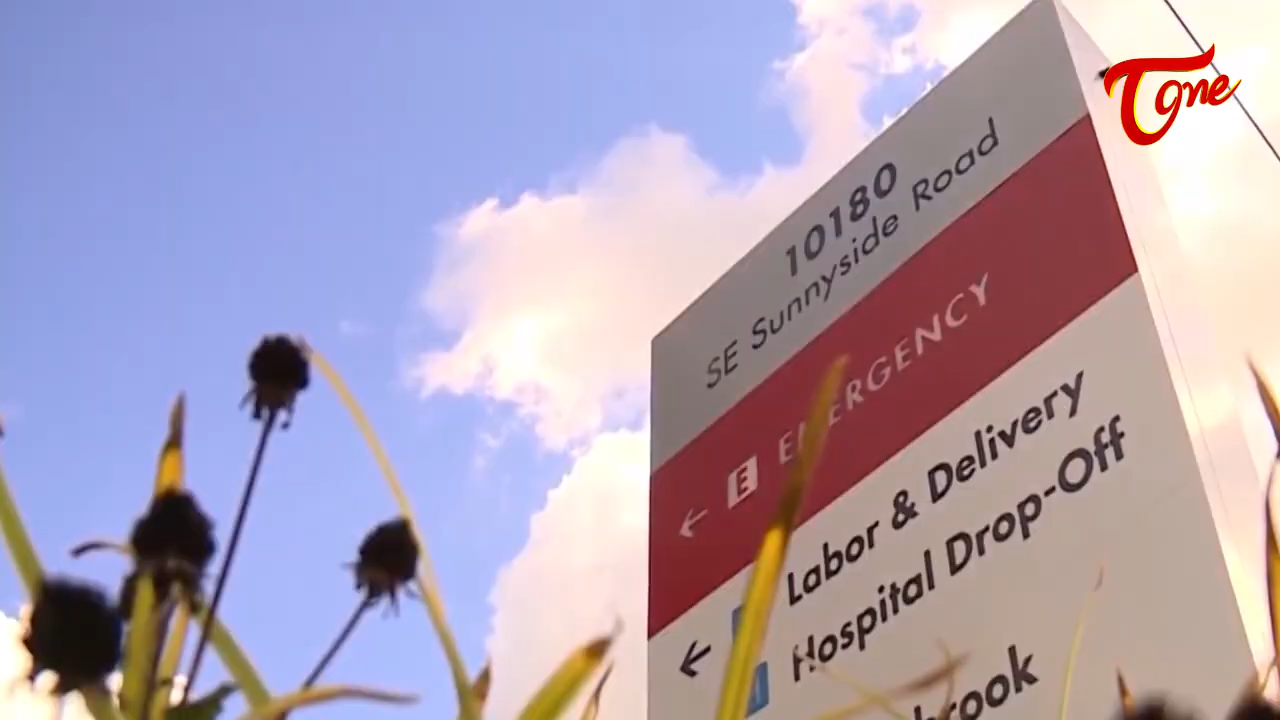 Tone
10180
SE Sunnyside Road
← E EMERGENCY
Labor & Delivery
← Hospital Drop-Off